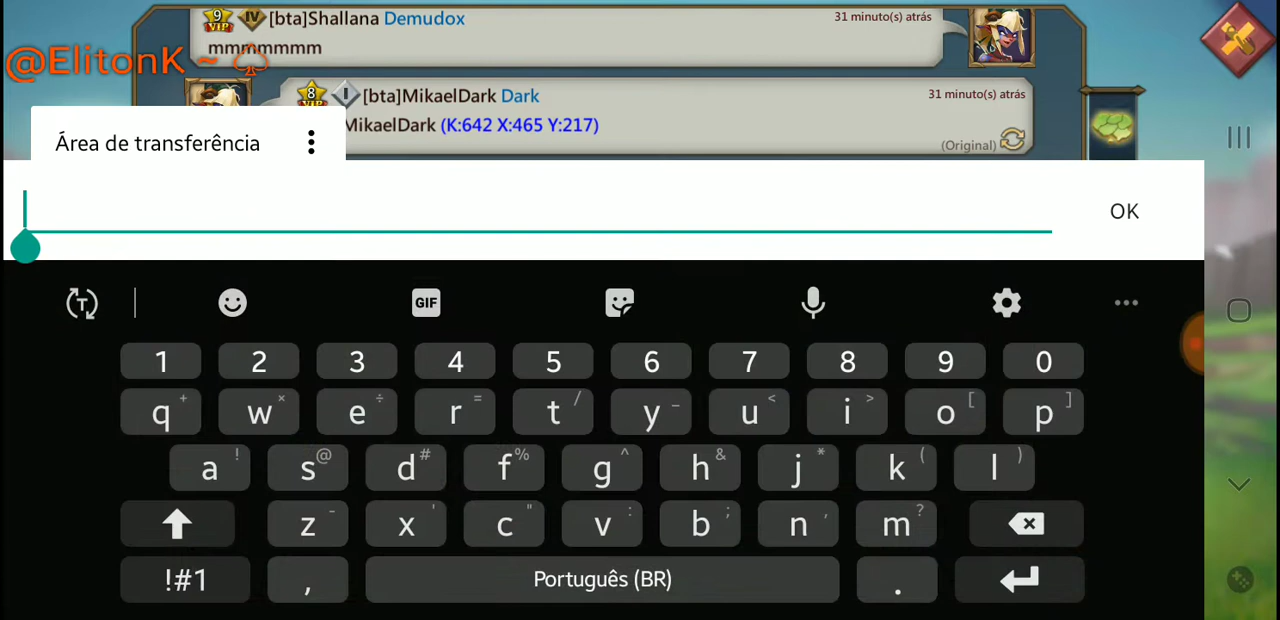 9 VIP IV [bta]Shallana Demudox 31 minuto(s) atrás
mmmmmmm
@ElitonK ~ ♤
8 VIP I [bta]MikaelDark Dark 31 minuto(s) atrás
MikaelDark (K:642 X:465 Y:217)
(Original)
Área de transferência
OK
T GIF
1 2 3 4 5 6 7 8 9 0
q + w × e ÷ r = t / y _ u < i > o [ p ]
a ! s @ d # f % g ^ h & j * k ( l )
z - x ' c " v : b ; n , m ?
!#1 , Português (BR) .